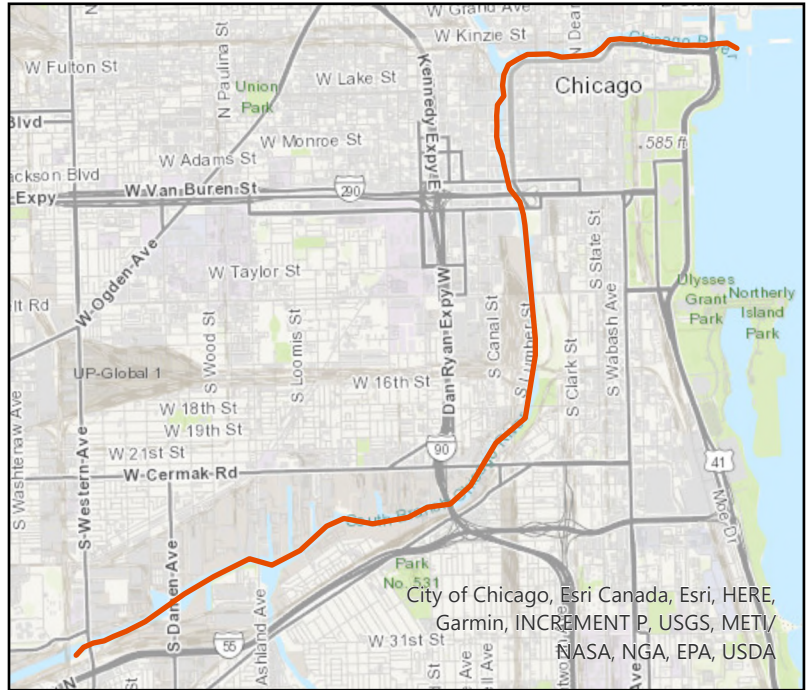 W Grand Ave
W Kinzie St
N Dear
Chicago River
W Fulton St
N Paulina St
W Lake St
Union
Park
Kennedy Expy E
Chicago
Blvd
W Monroe St
W Adams St
.585 ft
ackson Blvd
Expy
W Van Buren St
290
W Ogden Ave
W Taylor St
S State St
S Wabash Ave
Ulysses
Grant
Park
Northerly
Island
Park
lt Rd
S Wood St
S Loomis St
Dan Ryan Expy W
S Canal St
S Lumber St
S Clark St
UP-Global 1
W 16th St
W 18th St
W 19th St
W 21st St
W Cermak Rd
90
41
S Washtenaw Ave
S Western Ave
South Bran
Moe Dr
S Damen Ave
Park
No. 531
Ashland Ave
W 31st St
55
City of Chicago, Esri Canada, Esri, HERE,
Garmin, INCREMENT P, USGS, METI/
NASA, NGA, EPA, USDA